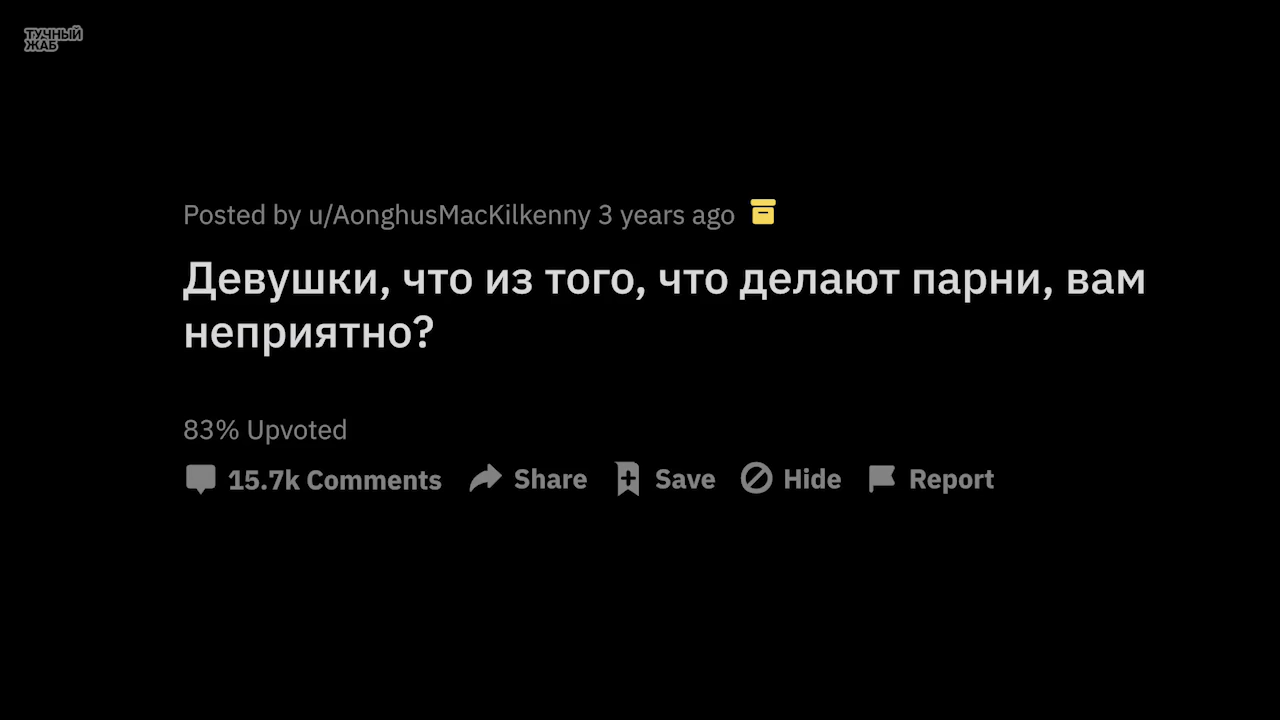 ТУЧНЫЙ
ЖАБ
Posted by u/AonghusMacKilkenny 3 years ago
Девушки, что из того, что делают парни, вам
неприятно?
83% Upvoted
15.7k Comments Share Save Hide Report